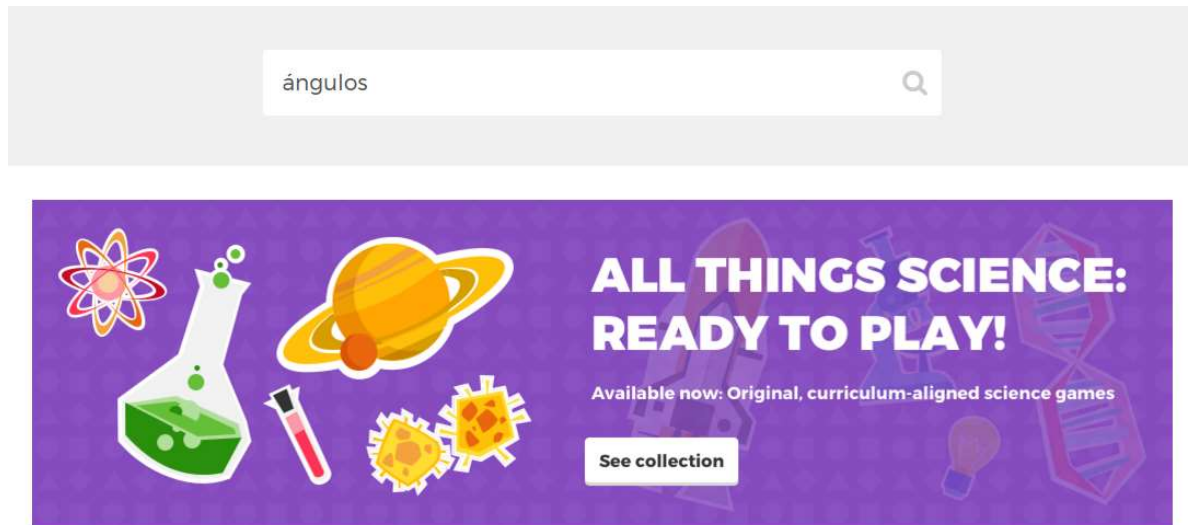 ángulos
ALL THINGS SCIENCE:
READY TO PLAY!
Available now: Original, curriculum-aligned science games
See collection